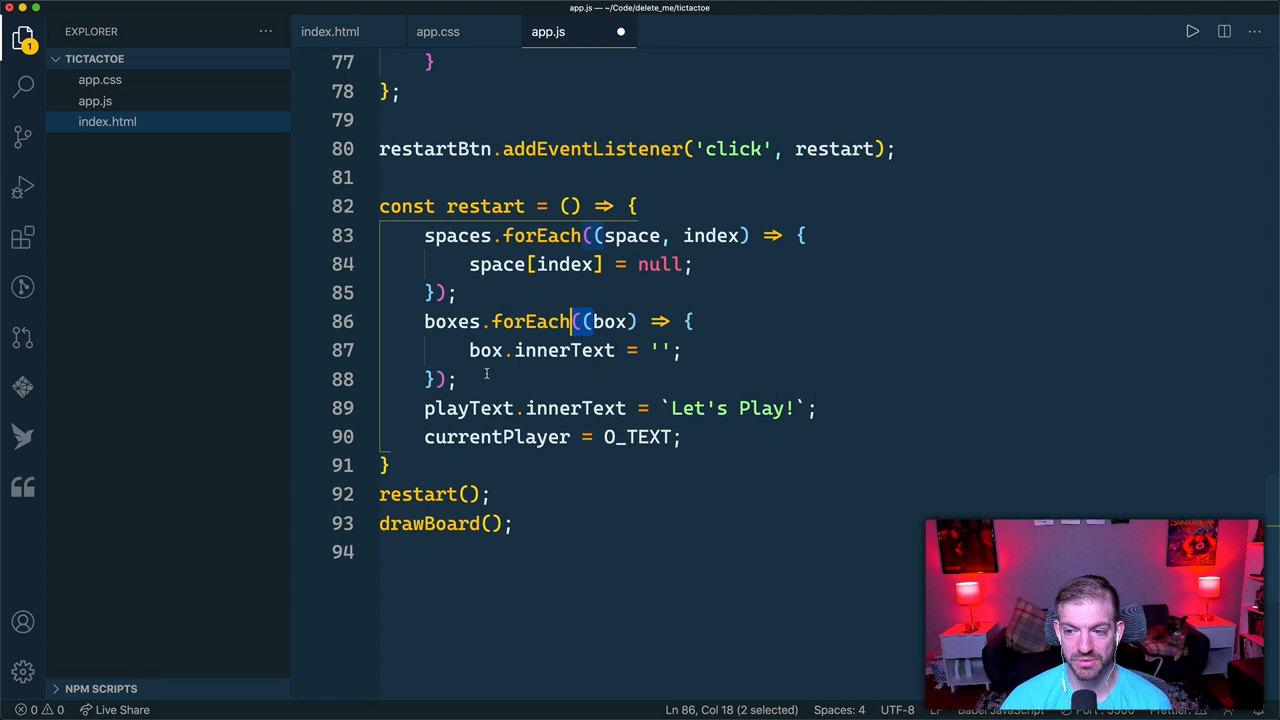 app.js — ~/Code/delete_me/tictactoe
EXPLORER
index.html
app.css
app.js
1
TICTACTOE
app.css
app.js
index.html
77 }
78 };
79
80 restartBtn.addEventListener('click', restart);
81
82 const restart = () => {
83 spaces.forEach((space, index) => {
84 space[index] = null;
85 });
86 boxes.forEach((box) => {
87 box.innerText = '';
88 });
89 playText.innerText = `Let's Play!`;
90 currentPlayer = O_TEXT;
91 }
92 restart();
93 drawBoard();
94
NPM SCRIPTS
0 0 Live Share
Ln 86, Col 18 (2 selected) Spaces: 4 UTF-8